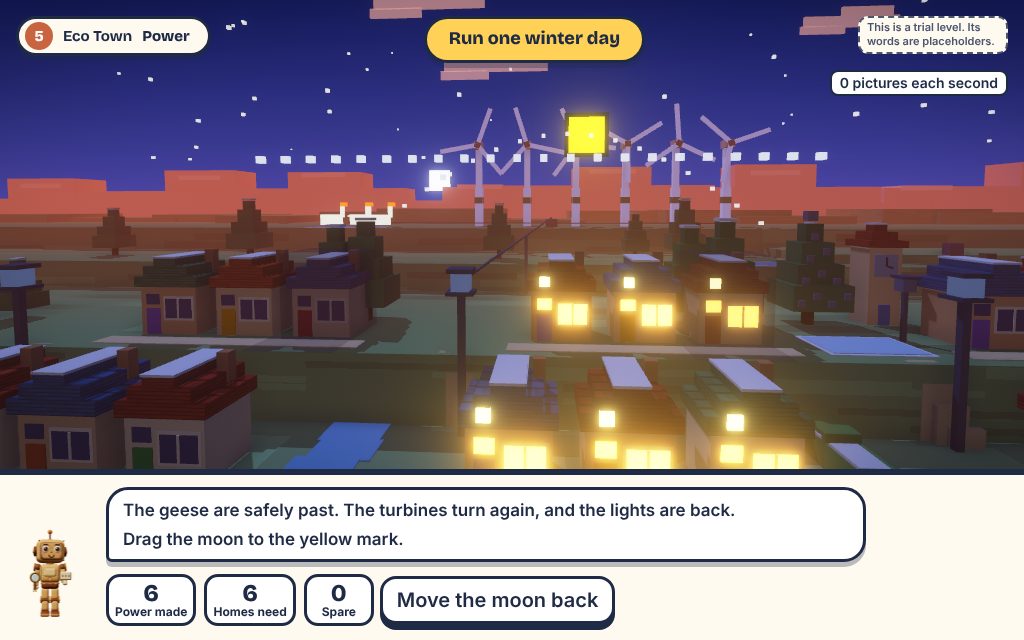 5 Eco Town Power
Run one winter day
This is a trial level. Its
words are placeholders.
0 pictures each second
The geese are safely past. The turbines turn again, and the lights are back.
Drag the moon to the yellow mark.
6
Power made
6
Homes need
0
Spare
Move the moon back